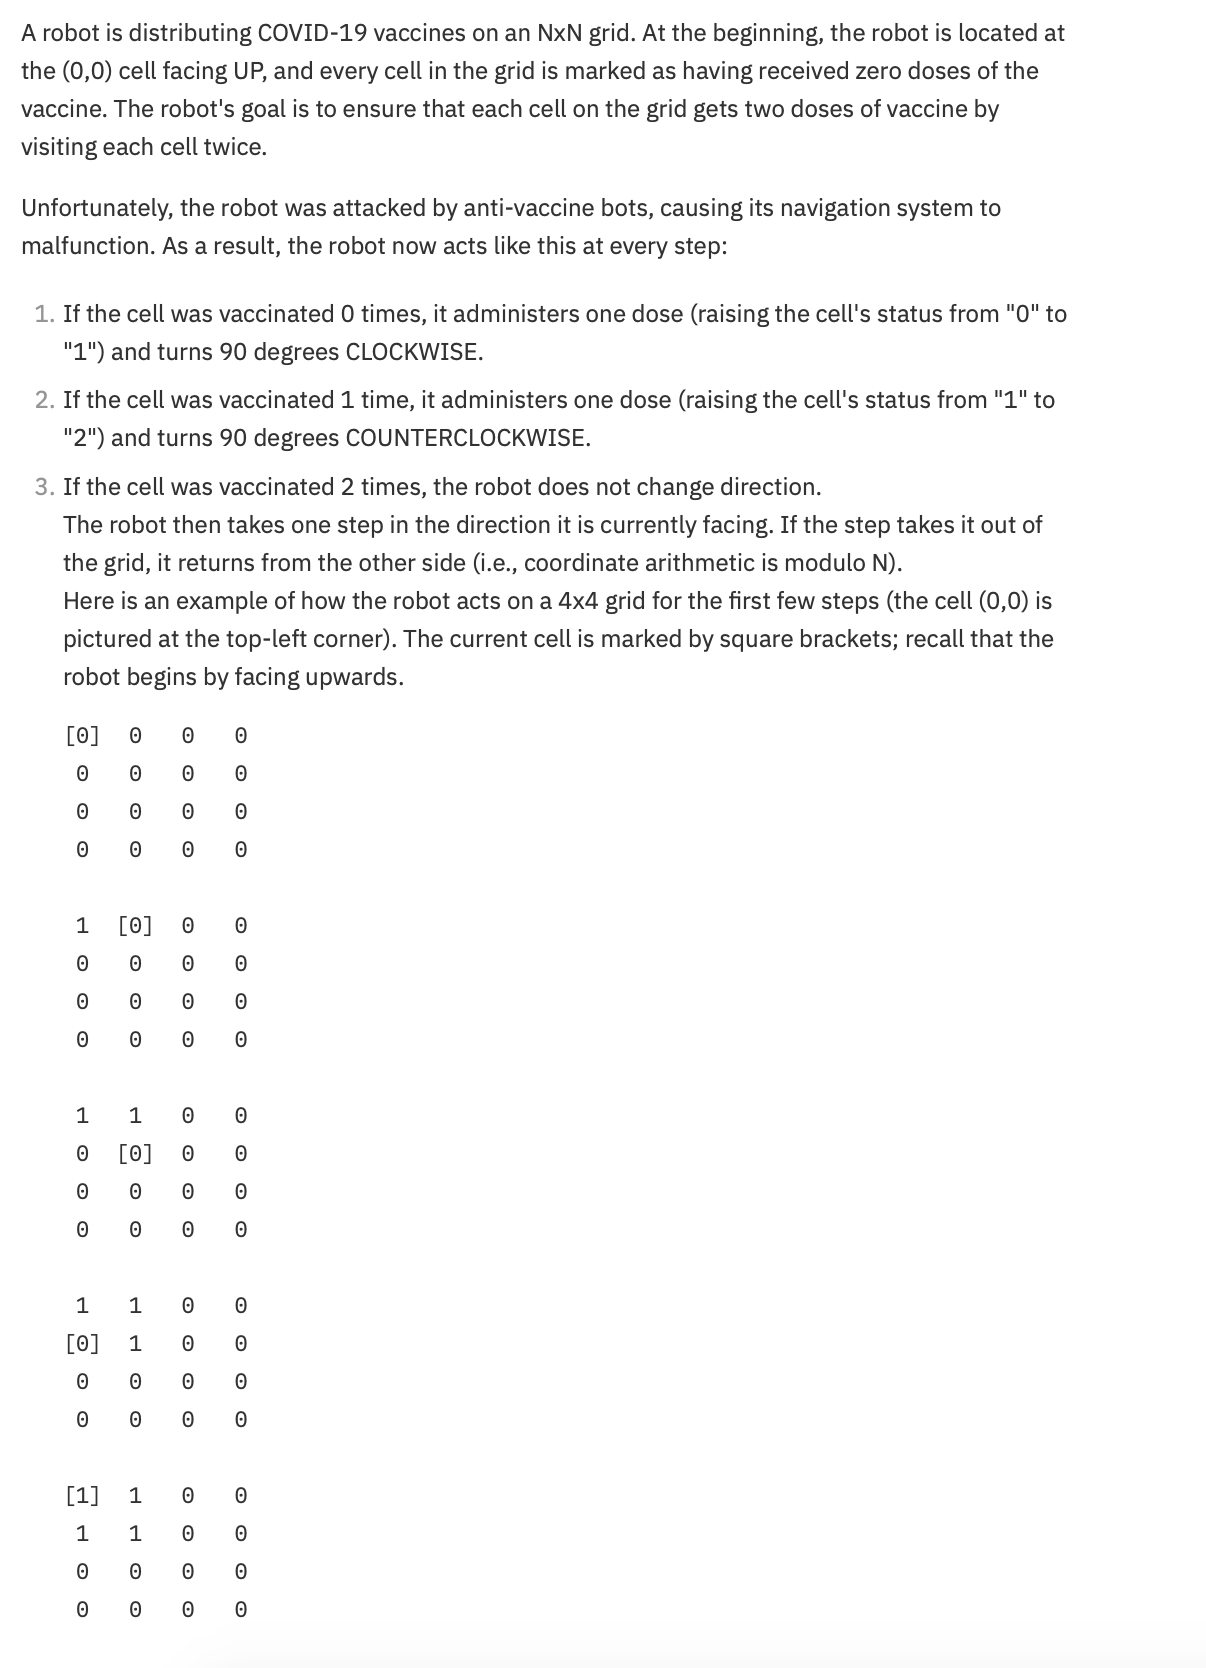 A robot is distributing COVID-19 vaccines on an NxN grid. At the beginning, the robot is located at
the (0,0) cell facing UP, and every cell in the grid is marked as having received zero doses of the
vaccine. The robot's goal is to ensure that each cell on the grid gets two doses of vaccine by
visiting each cell twice.
Unfortunately, the robot was attacked by anti-vaccine bots, causing its navigation system to
malfunction. As a result, the robot now acts like this at every step:
1. If the cell was vaccinated 0 times, it administers one dose (raising the cell's status from "0" to
"1") and turns 90 degrees CLOCKWISE.
2. If the cell was vaccinated 1 time, it administers one dose (raising the cell's status from "1" to
"2") and turns 90 degrees COUNTERCLOCKWISE.
3. If the cell was vaccinated 2 times, the robot does not change direction.
The robot then takes one step in the direction it is currently facing. If the step takes it out of
the grid, it returns from the other side (i.e., coordinate arithmetic is modulo N).
Here is an example of how the robot acts on a 4x4 grid for the first few steps (the cell (0,0) is
pictured at the top-left corner). The current cell is marked by square brackets; recall that the
robot begins by facing upwards.
[0] 0 0 0
0 0 0 0
0 0 0 0
0 0 0 0
1 [0] 0 0
0 0 0 0
0 0 0 0
0 0 0 0
1 1 0 0
0 [0] 0 0
0 0 0 0
0 0 0 0
1 1 0 0
[0] 1 0 0
0 0 0 0
0 0 0 0
[1] 1 0 0
1 1 0 0
0 0 0 0
0 0 0 0